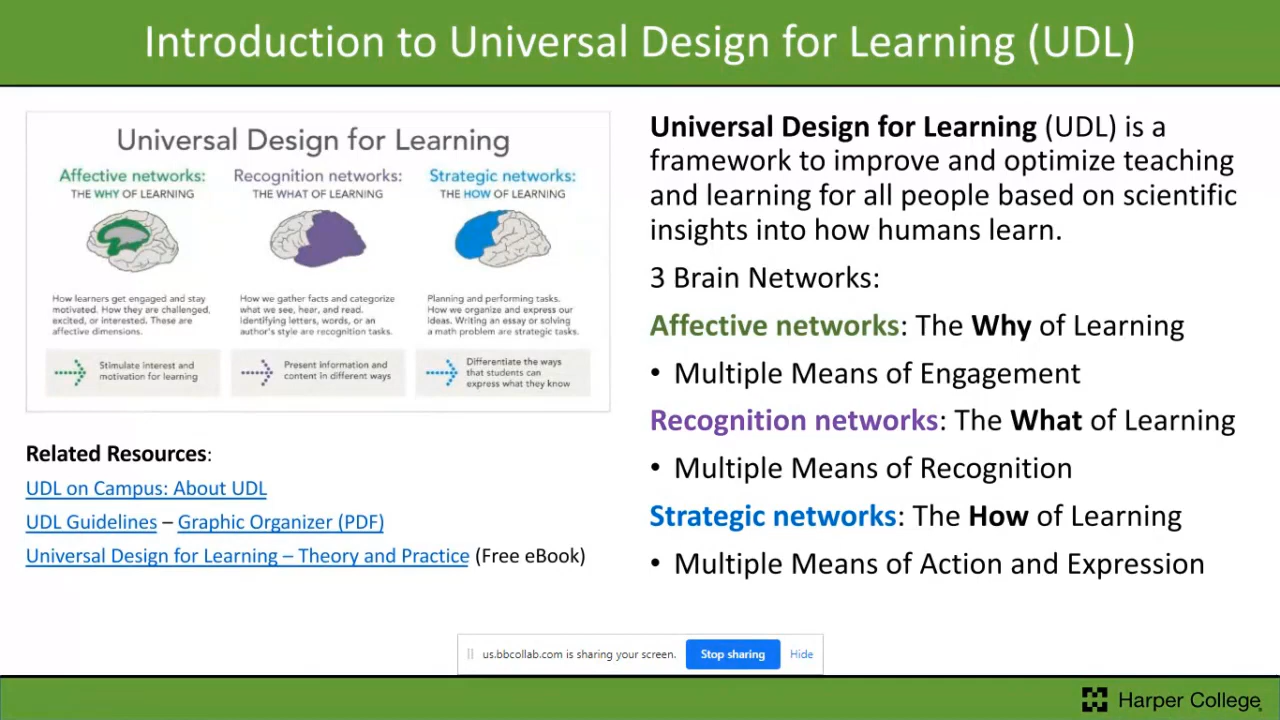 Introduction to Universal Design for Learning (UDL)
Universal Design for Learning
Affective networks:
THE WHY OF LEARNING
How learners get engaged and stay
motivated. How they are challenged,
excited, or interested. These are
affective dimensions.
Stimulate interest and
motivation for learning
Recognition networks:
THE WHAT OF LEARNING
How we gather facts and categorize
what we see, hear, and read.
Identifying letters, words, or an
author's style are recognition tasks.
Present information and
content in different ways
Strategic networks:
THE HOW OF LEARNING
Planning and performing tasks.
How we organize and express our
ideas. Writing an essay or solving
a math problem are strategic tasks.
Differentiate the ways
that students can
express what they know
Related Resources:
UDL on Campus: About UDL
UDL Guidelines – Graphic Organizer (PDF)
Universal Design for Learning – Theory and Practice (Free eBook)
Universal Design for Learning (UDL) is a
framework to improve and optimize teaching
and learning for all people based on scientific
insights into how humans learn.
3 Brain Networks:
Affective networks: The Why of Learning
• Multiple Means of Engagement
Recognition networks: The What of Learning
• Multiple Means of Recognition
Strategic networks: The How of Learning
• Multiple Means of Action and Expression
us.bbcollab.com is sharing your screen. Stop sharing Hide
Harper College